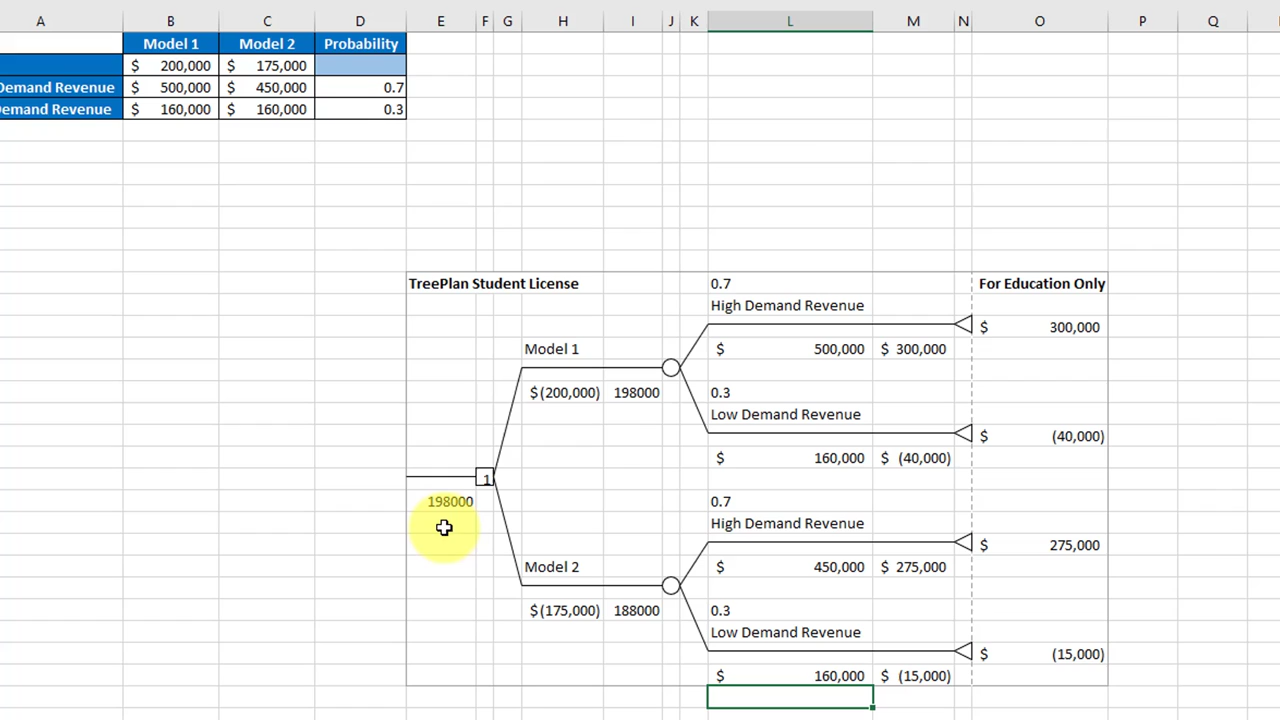 A B C D E F G H I J K L M N O P Q
Model 1 Model 2 Probability
$ 200,000 $ 175,000
Demand Revenue $ 500,000 $ 450,000 0.7
emand Revenue $ 160,000 $ 160,000 0.3
TreePlan Student License 0.7 For Education Only
High Demand Revenue
$ 300,000
Model 1 $ 500,000 $ 300,000
$(200,000) 198000 0.3
Low Demand Revenue
$ (40,000)
$ 160,000 $ (40,000)
1
198000 0.7
High Demand Revenue
$ 275,000
Model 2 $ 450,000 $ 275,000
$(175,000) 188000 0.3
Low Demand Revenue
$ (15,000)
$ 160,000 $ (15,000)